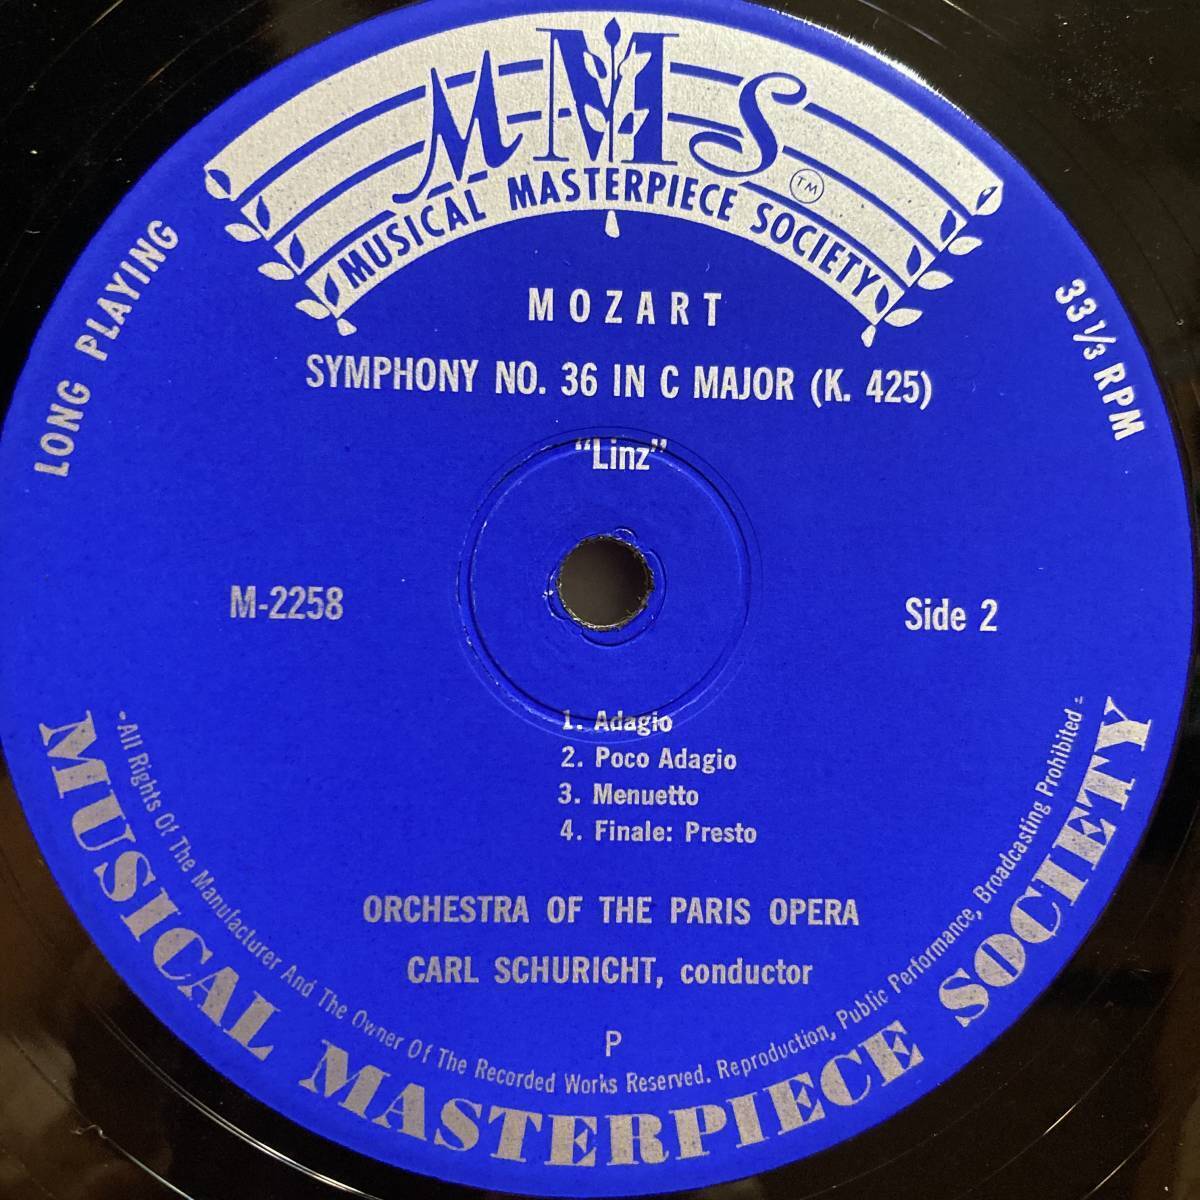 MMS
MUSICAL MASTERPIECE SOCIETY
TM
LONG PLAYING
33 1/3 RPM
MOZART
SYMPHONY NO. 36 IN C MAJOR (K. 425)
"Linz"
M-2258
Side 2
1. Adagio
2. Poco Adagio
3. Menuetto
4. Finale: Presto
ORCHESTRA OF THE PARIS OPERA
CARL SCHURICHT, conductor
P
- All Rights Of The Manufacturer And The Owner Of The Recorded Works Reserved. Reproduction, Public Performance, Broadcasting Prohibited -
MUSICAL MASTERPIECE SOCIETY